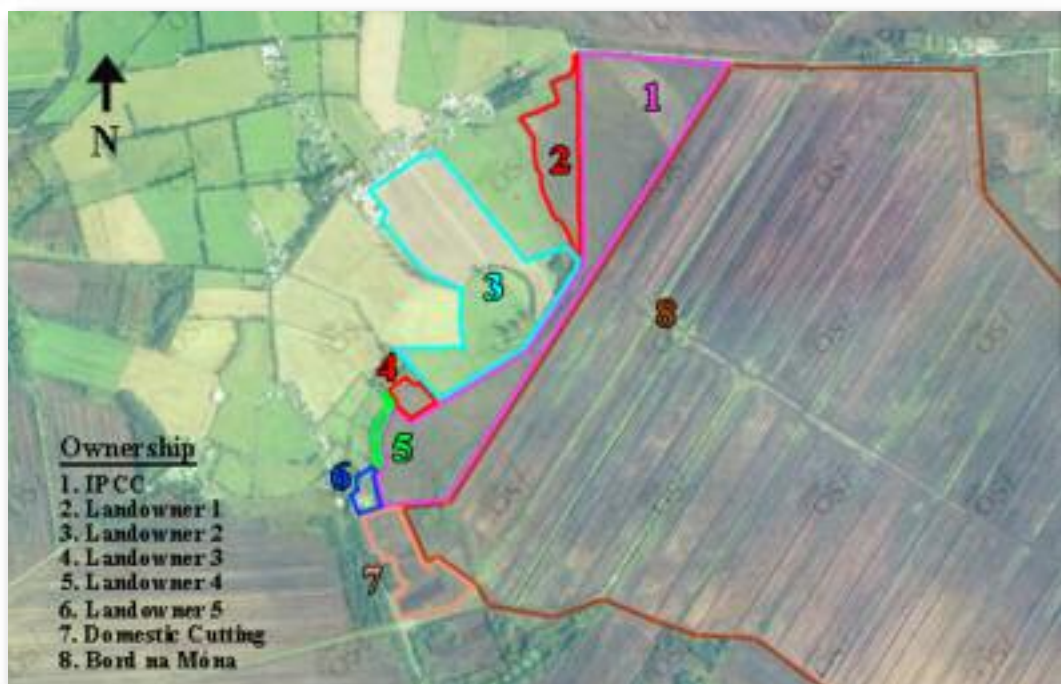 N
1
2
3
4
5
6
7
8
Ownership
1. IPCC
2. Landowner 1
3. Landowner 2
4. Landowner 3
5. Landowner 4
6. Landowner 5
7. Domestic Cutting
8. Bord na Móna